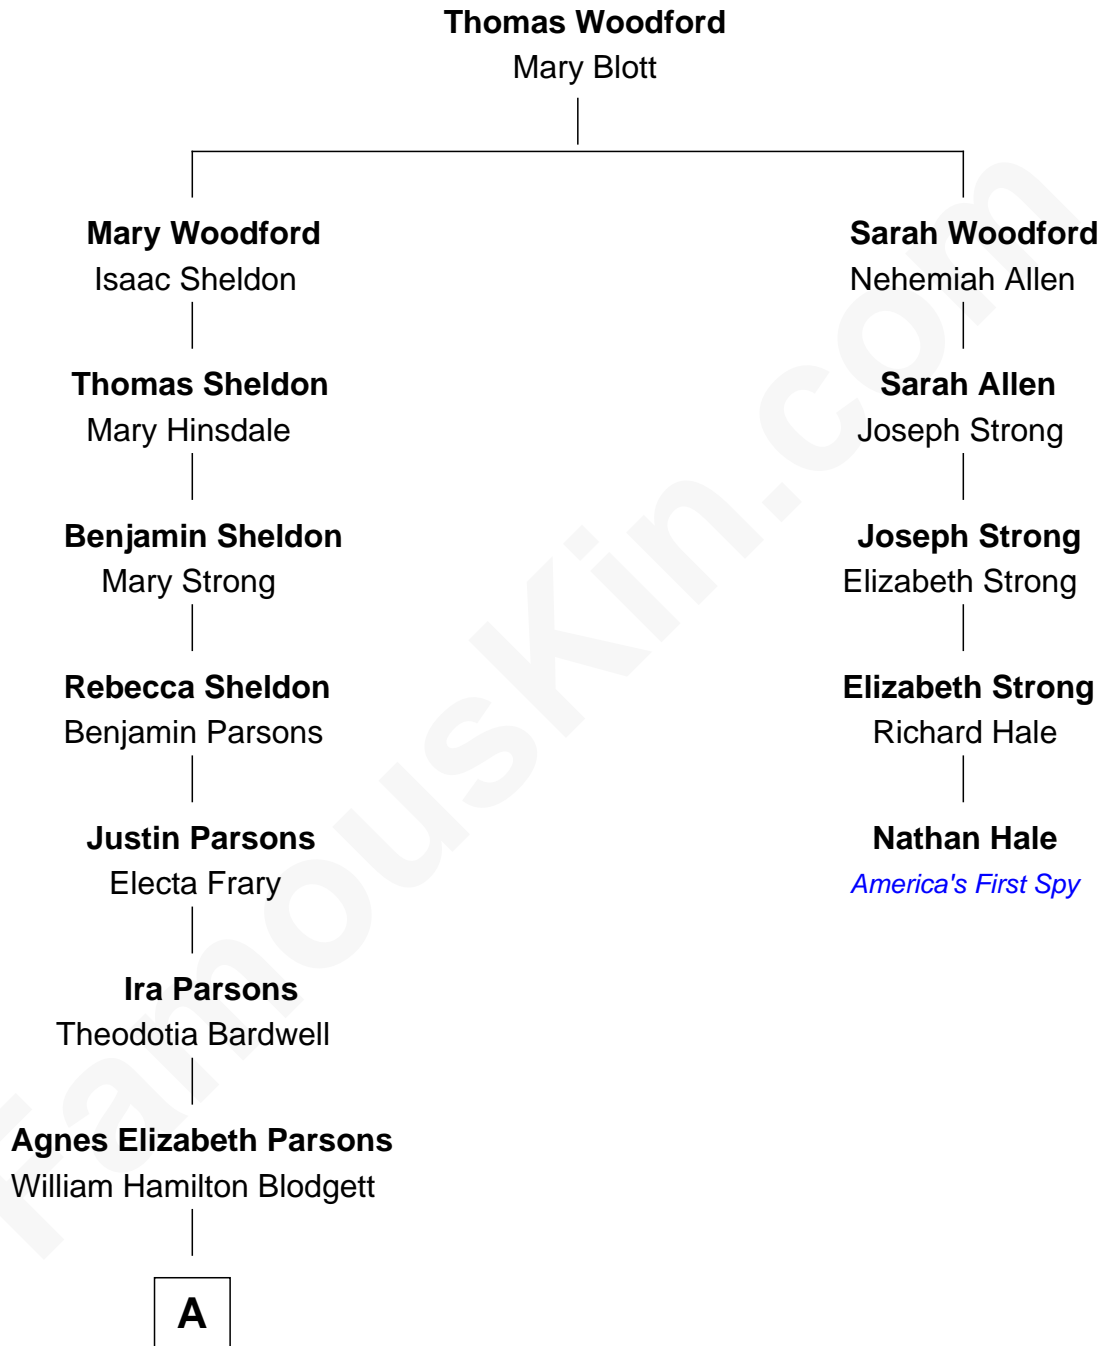 Thomas Woodford
Mary Blott
Mary Woodford
Isaac Sheldon
Sarah Woodford
Nehemiah Allen
Thomas Sheldon
Mary Hinsdale
Sarah Allen
Joseph Strong
Benjamin Sheldon
Mary Strong
Joseph Strong
Elizabeth Strong
Rebecca Sheldon
Benjamin Parsons
Elizabeth Strong
Richard Hale
Justin Parsons
Electa Frary
Nathan Hale
America's First Spy
Ira Parsons
Theodotia Bardwell
Agnes Elizabeth Parsons
William Hamilton Blodgett
A
FamousKin.com